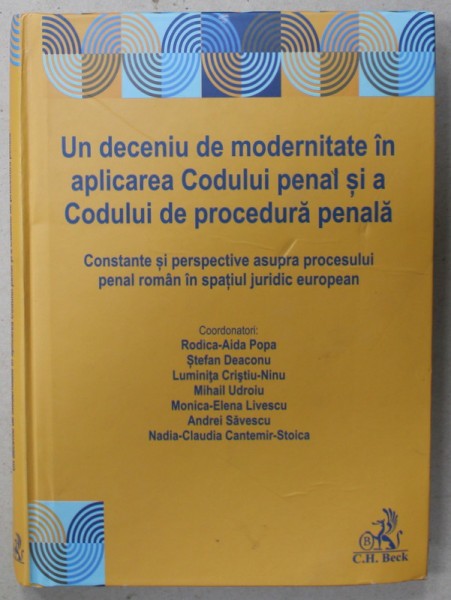 Un deceniu de modernitate în
aplicarea Codului penal și a
Codului de procedură penală
Constante și perspective asupra procesului
penal român în spațiul juridic european
Coordonatori:
Rodica-Aida Popa
Ștefan Deaconu
Luminița Criștiu-Ninu
Mihail Udroiu
Monica-Elena Livescu
Andrei Săvescu
Nadia-Claudia Cantemir-Stoica
B
C.H. Beck